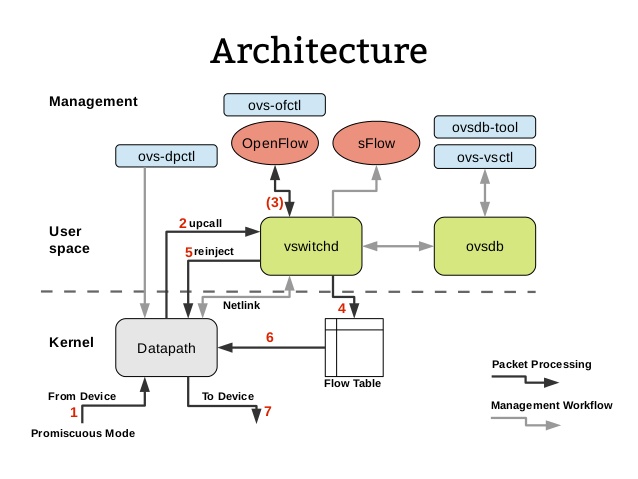 Architecture
Management
ovs-ofctl
OpenFlow
sFlow
ovsdb-tool
ovs-vsctl
ovs-dpctl
(3)
User
space
2 upcall
5 reinject
vswitchd
ovsdb
Netlink
4
Kernel
Datapath
6
Flow Table
From Device
1
Promiscuous Mode
To Device
7
Packet Processing
Management Workflow